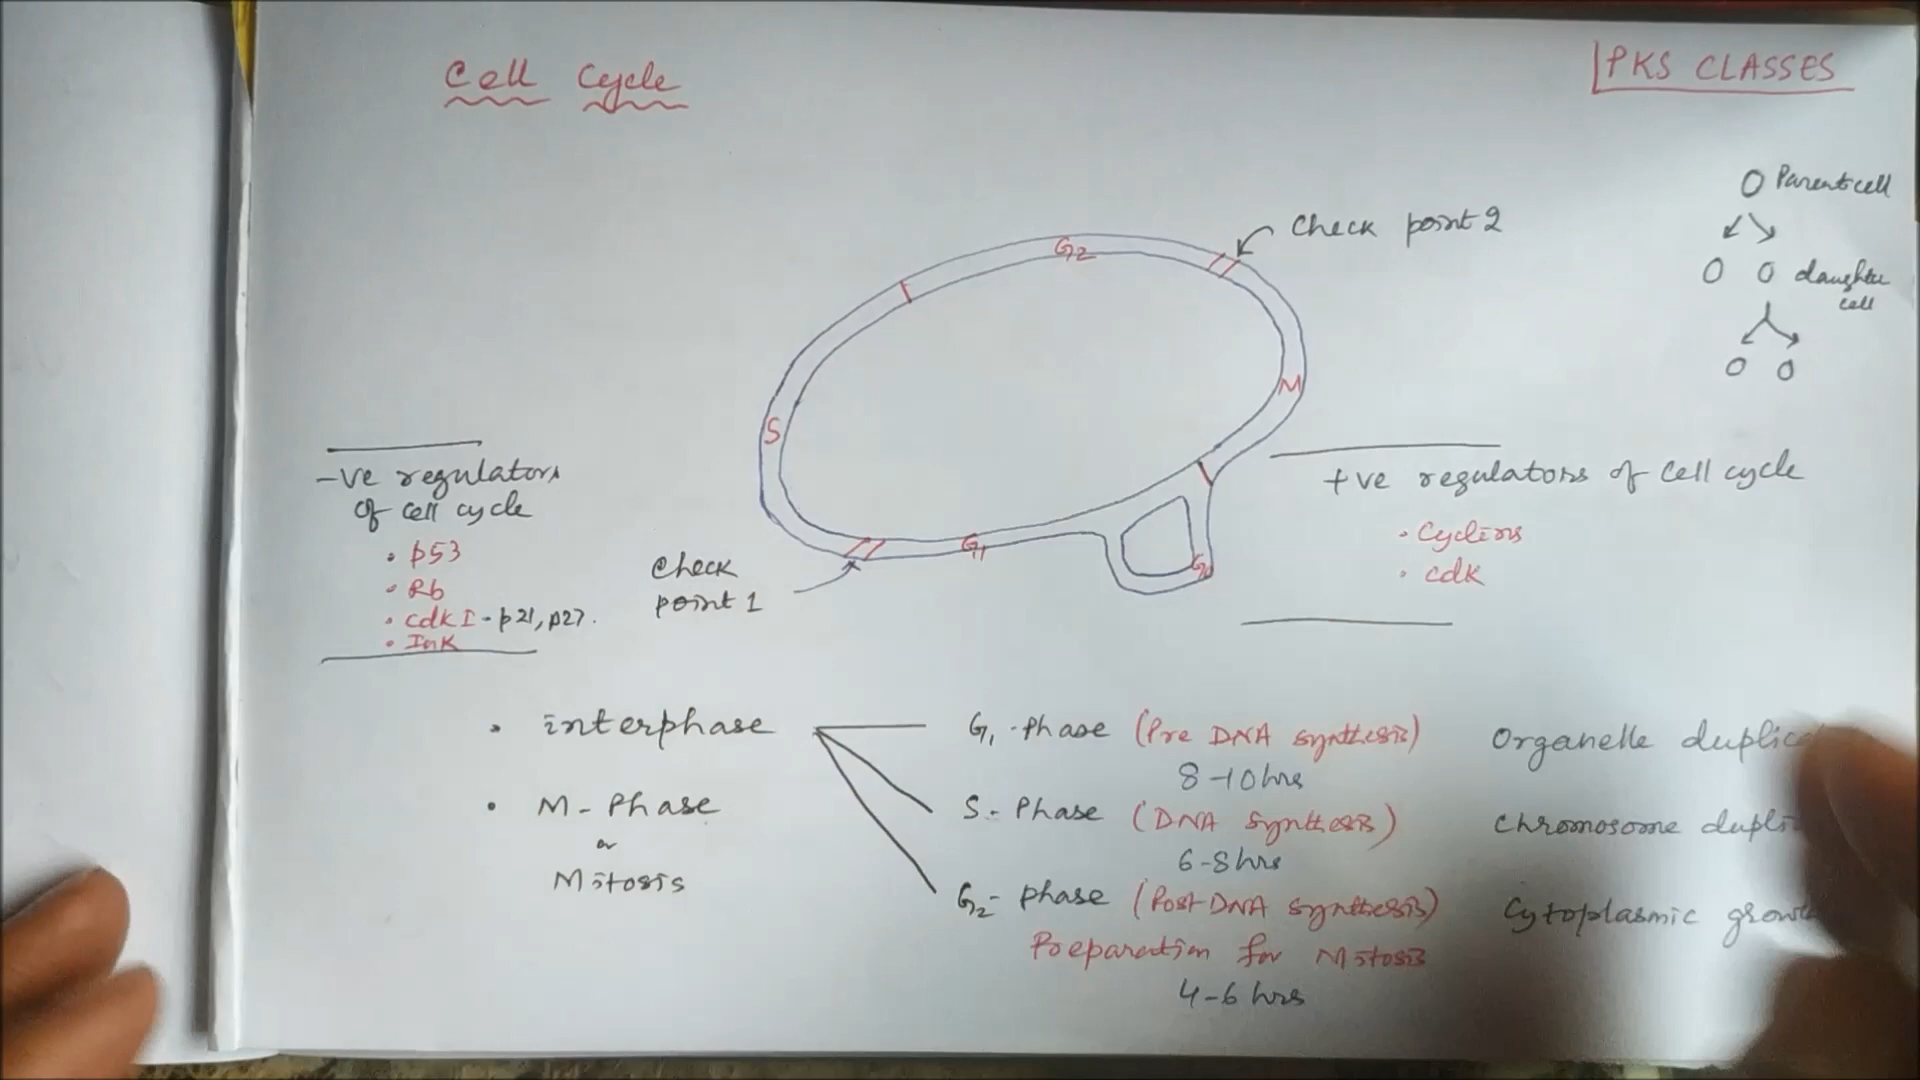 Cell Cycle
PKS CLASSES
Parent cell
daughter
cell
Check point 2
G2
M
S
G1
G0
Check
point 1
-ve regulators
of cell cycle
• p53
• Rb
• cdk I - p21, p27.
• InK
+ve regulators of cell cycle
• Cyclins
• cdk
• interphase
• M - Phase
or
Mitosis
G1 - Phase (Pre DNA synthesis)
8-10 hrs
S - Phase (DNA synthesis)
6-8 hrs
G2 - phase (Post DNA synthesis)
Preparation for Mitosis
4-6 hrs
Organelle duplic
Chromosome dupli
Cytoplasmic growt